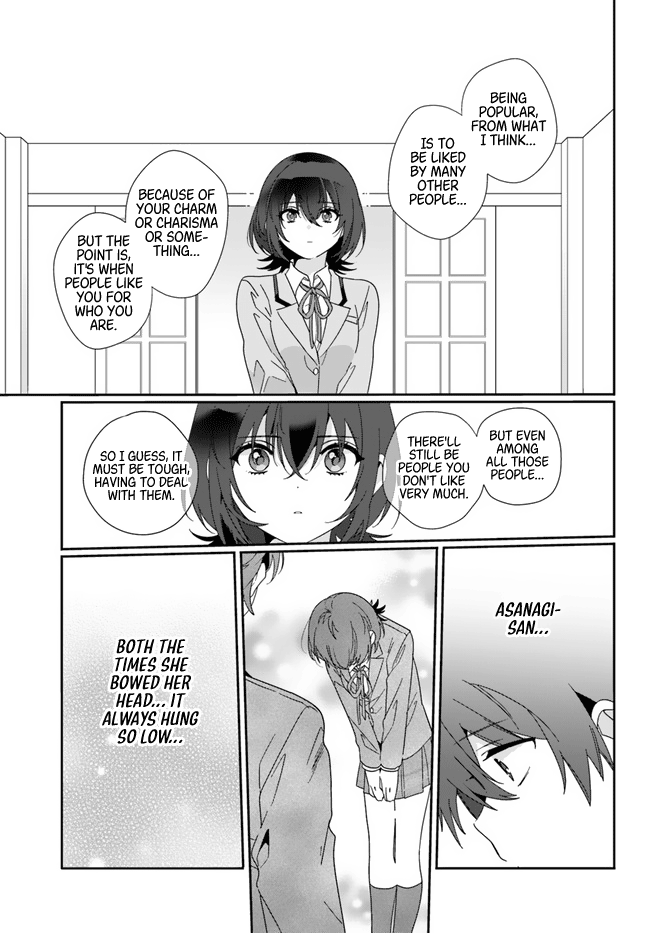 BEING
POPULAR,
FROM WHAT
I THINK...
IS TO
BE LIKED
BY MANY
OTHER
PEOPLE...
BECAUSE OF
YOUR CHARM
OR CHARISMA
OR SOME-
THING...
BUT THE
POINT IS,
IT'S WHEN
PEOPLE LIKE
YOU FOR
WHO YOU
ARE.
BUT EVEN
AMONG
ALL THOSE
PEOPLE...
THERE'LL
STILL BE
PEOPLE YOU
DON'T LIKE
VERY MUCH.
SO I GUESS, IT
MUST BE TOUGH,
HAVING TO DEAL
WITH THEM.
ASANAGI-
SAN...
BOTH THE
TIMES SHE
BOWED HER
HEAD... IT
ALWAYS HUNG
SO LOW...